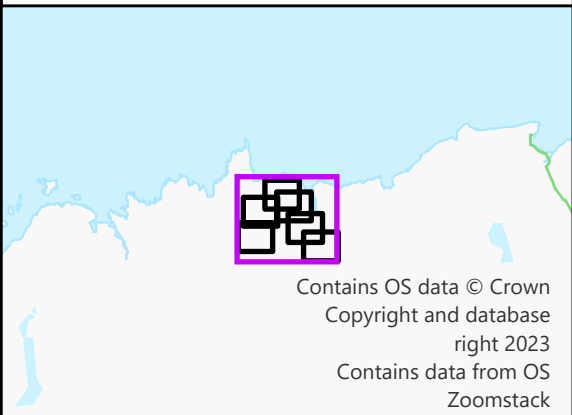 Contains OS data © Crown
Copyright and database
right 2023
Contains data from OS
Zoomstack